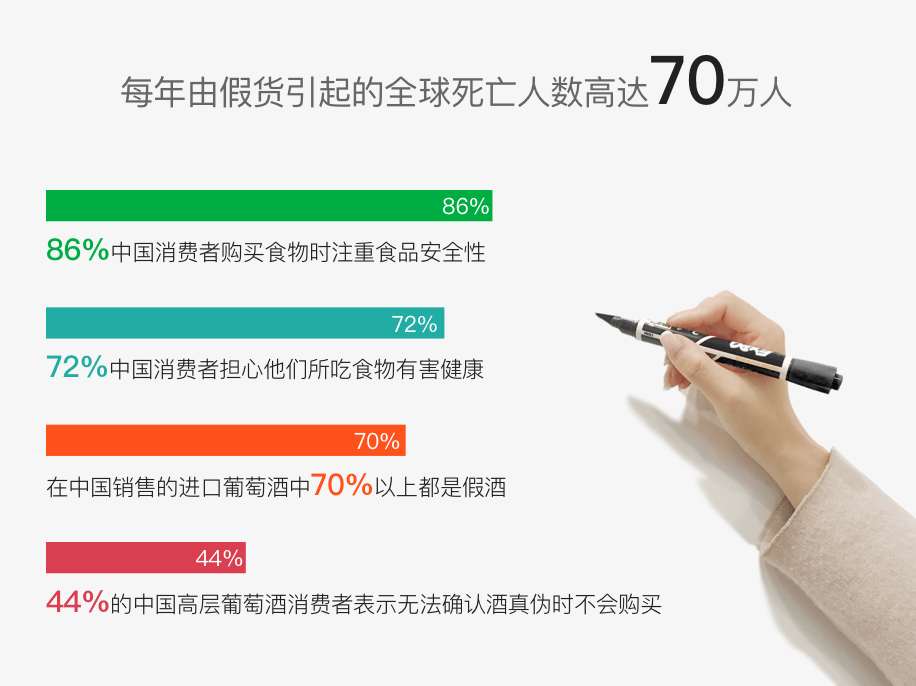 每年由假货引起的全球死亡人数高达70万人
86%
86%中国消费者购买食物时注重食品安全性
72%
72%中国消费者担心他们所吃食物有害健康
70%
在中国销售的进口葡萄酒中70%以上都是假酒
44%
44%的中国高层葡萄酒消费者表示无法确认酒真伪时不会购买